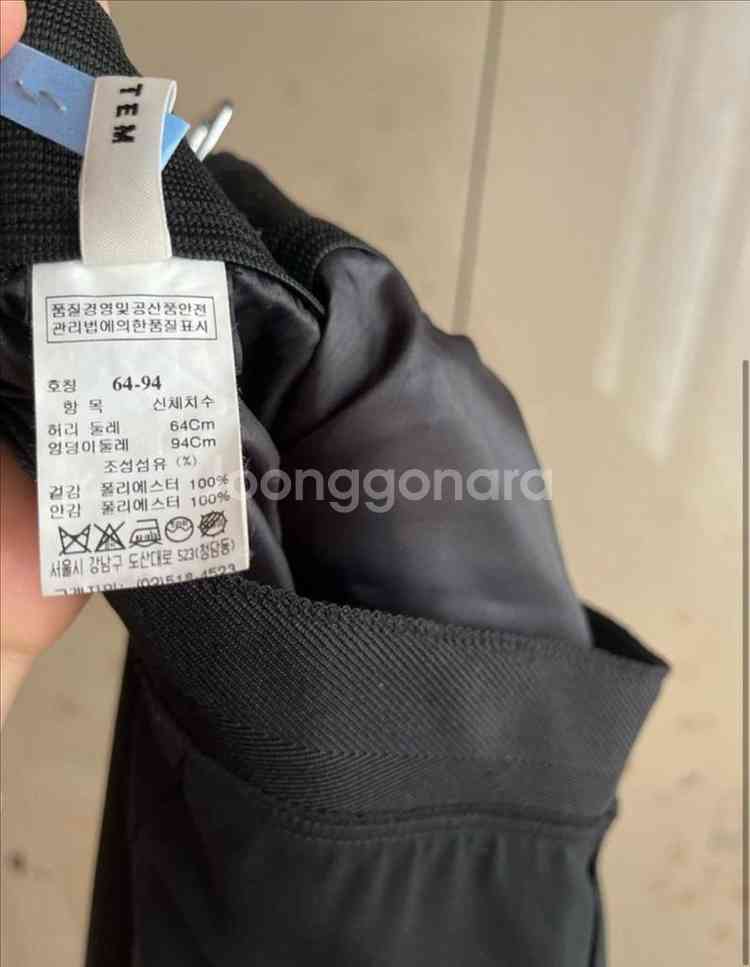 TEM
품질경영및공산품안전
관리법에의한품질표시
호칭 64-94
항 목 신체치수
허리 둘레 64Cm
엉덩이둘레 94Cm
조성섬유 (%)
겉감 폴리에스터 100%
안감 폴리에스터 100%
서울시 강남구 도산대로 523(청담동)
joonggonara